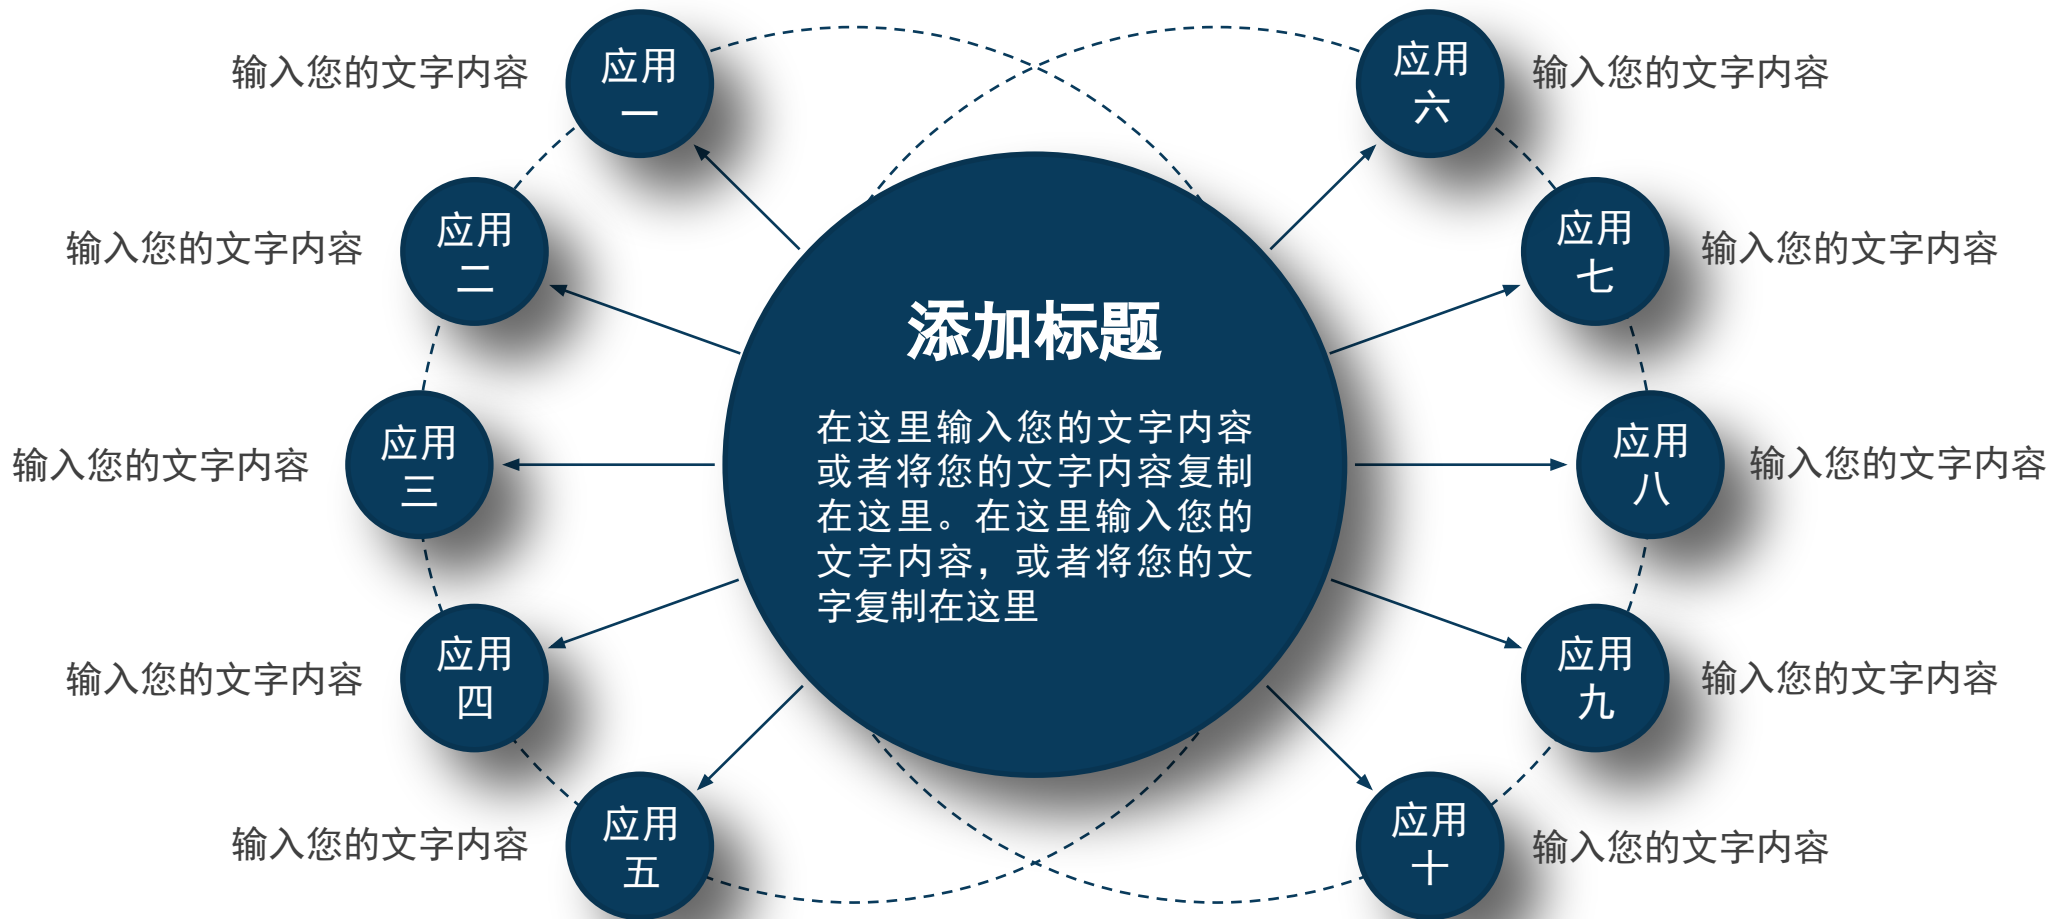 输入您的文字内容
应用
一
输入您的文字内容
应用
二
输入您的文字内容
应用
三
输入您的文字内容
应用
四
输入您的文字内容
应用
五
添加标题
在这里输入您的文字内容
或者将您的文字内容复制
在这里。在这里输入您的
文字内容，或者将您的文
字复制在这里
应用
六
输入您的文字内容
应用
七
输入您的文字内容
应用
八
输入您的文字内容
应用
九
输入您的文字内容
应用
十
输入您的文字内容